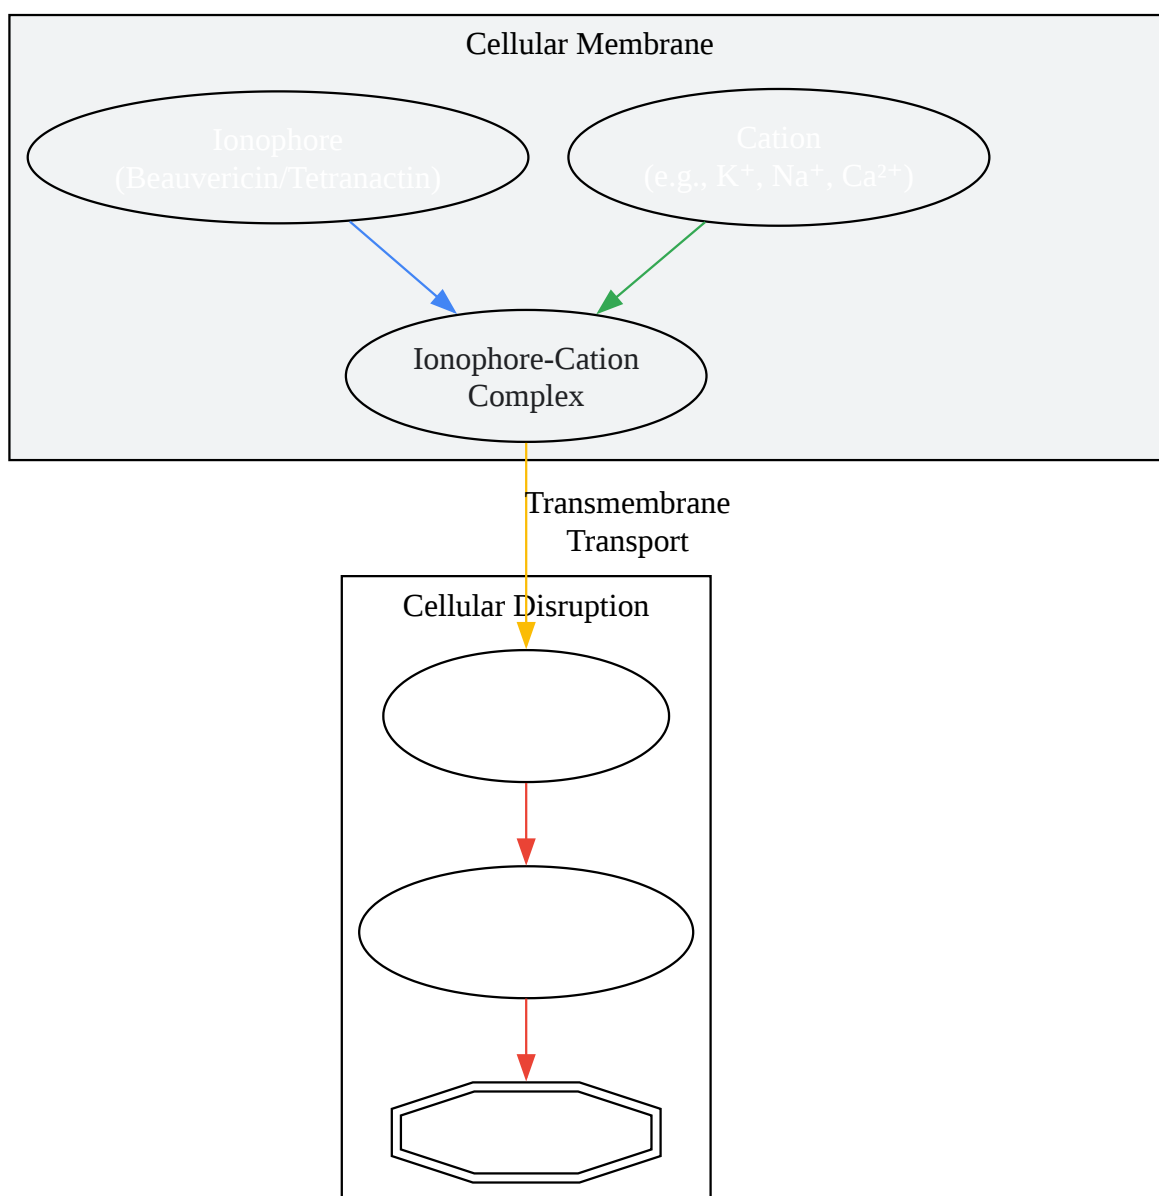 Cellular Membrane
Ionophore
(Beauvericin/Tetranactin)
Cation
(e.g., K⁺, Na⁺, Ca²⁺)
Ionophore-Cation
Complex
Transmembrane
Transport
Cellular Disruption